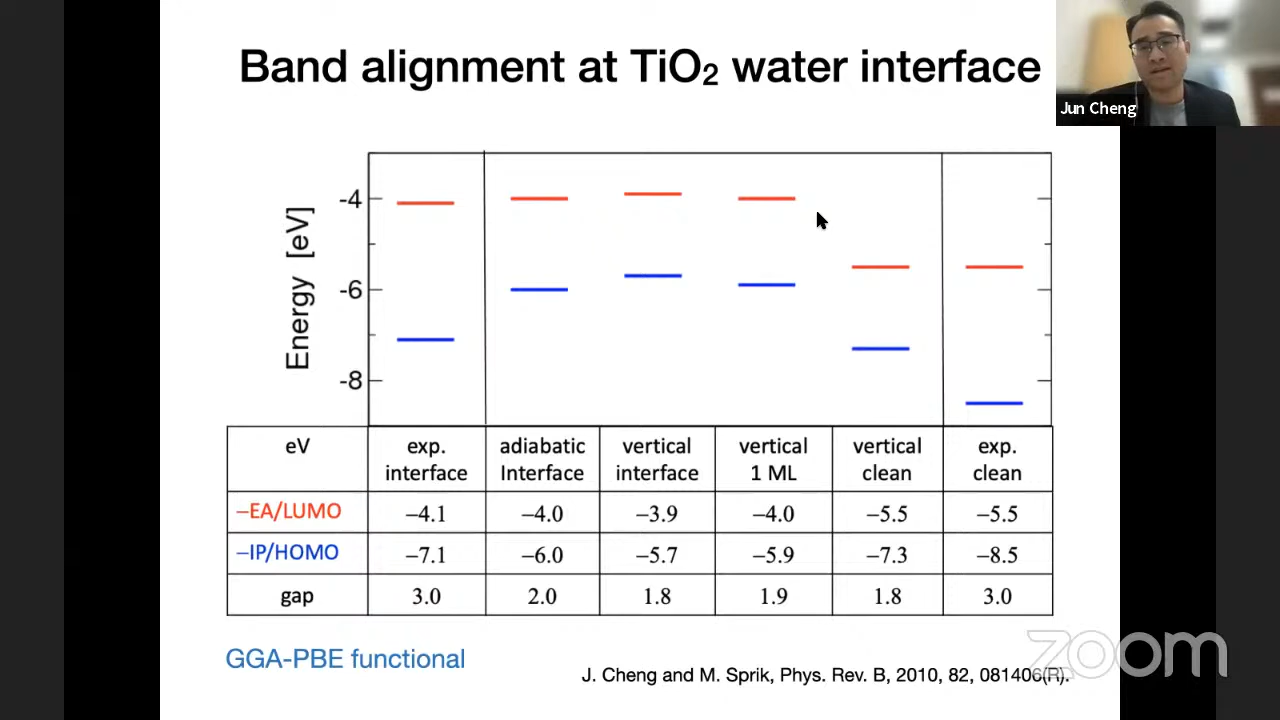 Band alignment at TiO₂ water interface
Jun Cheng
Energy [eV]
-4
-6
-8
eV
exp. interface
adiabatic Interface
vertical interface
vertical 1 ML
vertical clean
exp. clean
−EA/LUMO −4.1 −4.0 −3.9 −4.0 −5.5 −5.5
−IP/HOMO −7.1 −6.0 −5.7 −5.9 −7.3 −8.5
gap 3.0 2.0 1.8 1.9 1.8 3.0
GGA-PBE functional
J. Cheng and M. Sprik, Phys. Rev. B, 2010, 82, 081406(R).
zoom